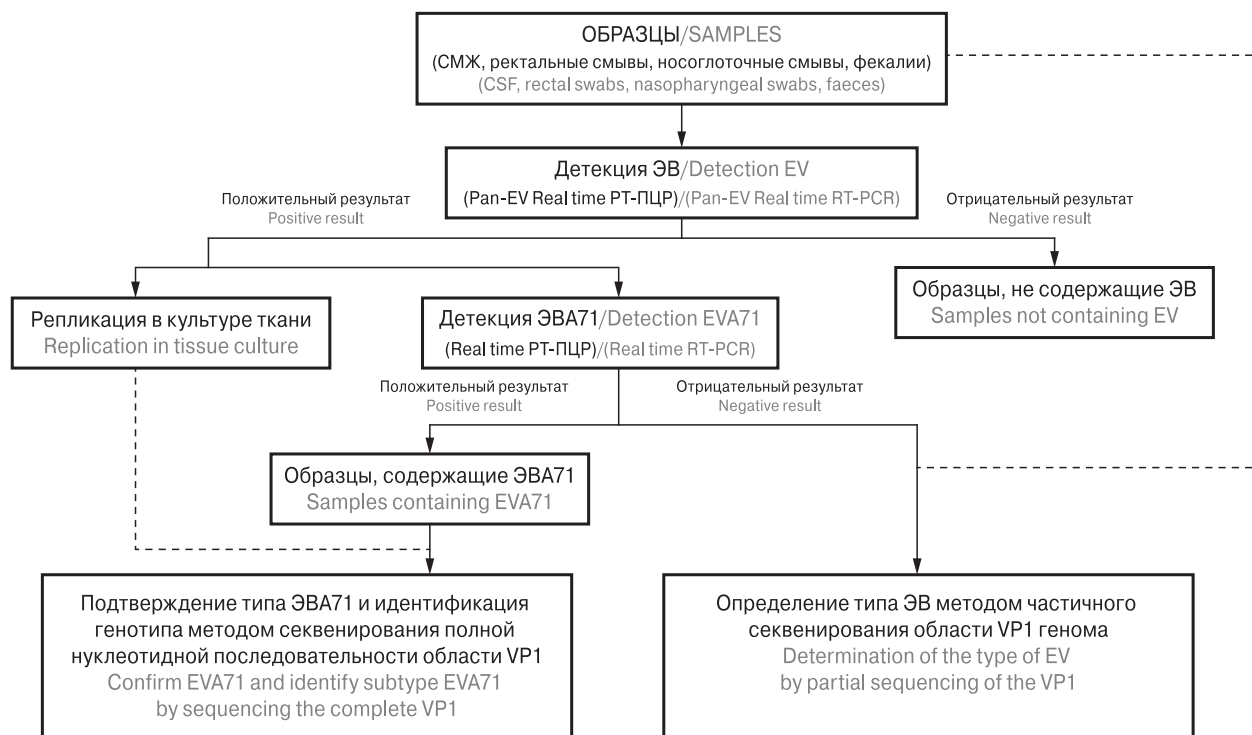 ОБРАЗЦЫ/SAMPLES
(СМЖ, ректальные смывы, носоглоточные смывы, фекалии)
(CSF, rectal swabs, nasopharyngeal swabs, faeces)
Детекция ЭВ/Detection EV
(Pan-EV Real time РТ-ПЦР)/(Pan-EV Real time RT-PCR)
Положительный результат
Positive result
Отрицательный результат
Negative result
Репликация в культуре ткани
Replication in tissue culture
Детекция ЭВА71/Detection EVA71
(Real time РТ-ПЦР)/(Real time RT-PCR)
Образцы, не содержащие ЭВ
Samples not containing EV
Положительный результат
Positive result
Отрицательный результат
Negative result
Образцы, содержащие ЭВА71
Samples containing EVA71
Подтверждение типа ЭВА71 и идентификация
генотипа методом секвенирования полной
нуклеотидной последовательности области VP1
Confirm EVA71 and identify subtype EVA71
by sequencing the complete VP1
Определение типа ЭВ методом частичного
секвенирования области VP1 генома
Determination of the type of EV
by partial sequencing of the VP1